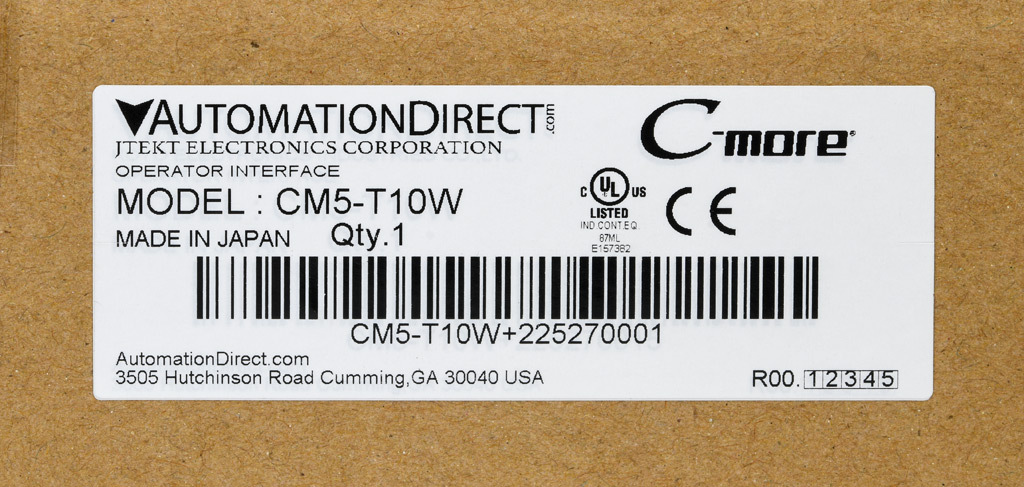 AUTOMATIONDIRECT.com
JTEKT ELECTRONICS CORPORATION
OPERATOR INTERFACE
MODEL : CM5-T10W
MADE IN JAPAN Qty.1
C-more®
C UL US
LISTED
IND.CONT.EQ.
87ML
E157382
CE
CM5-T10W+225270001
AutomationDirect.com
3505 Hutchinson Road Cumming,GA 30040 USA
R00.12345